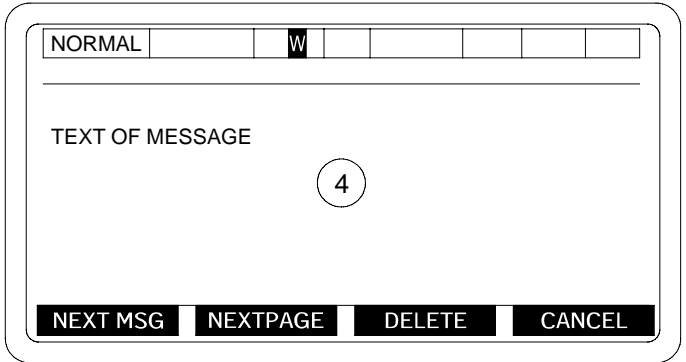 NORMAL W
TEXT OF MESSAGE
4
NEXT MSG NEXTPAGE DELETE CANCEL